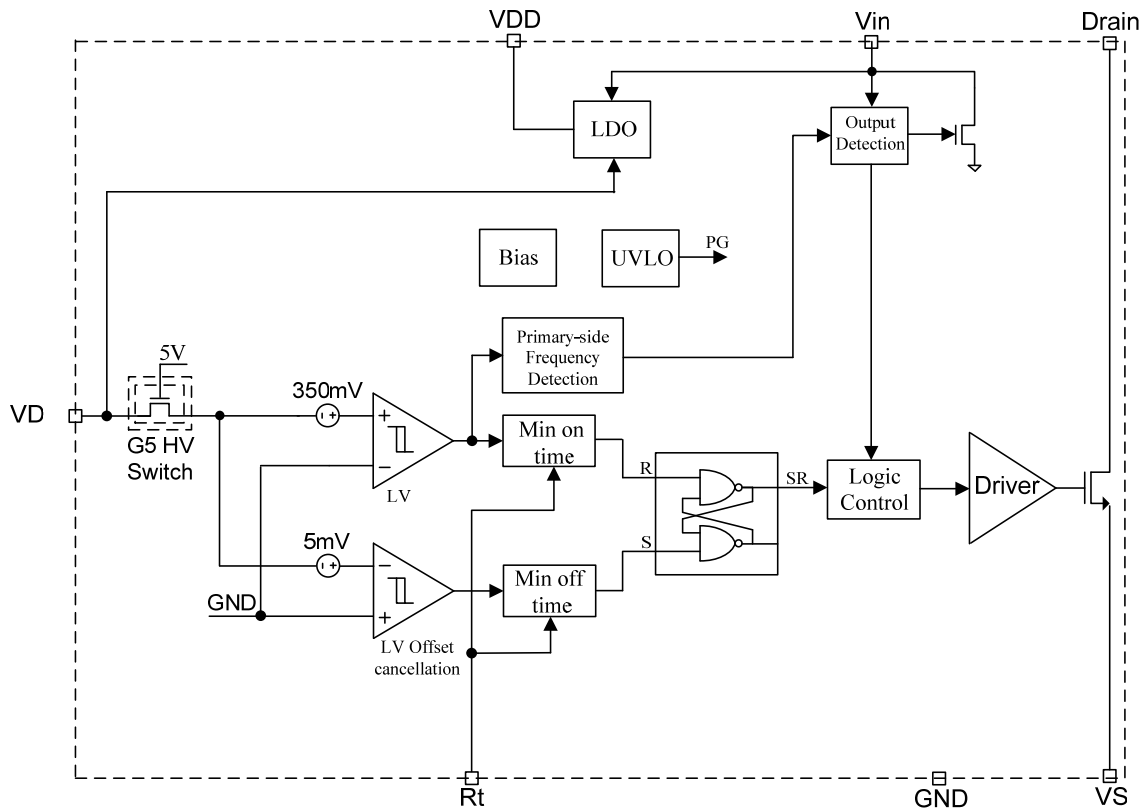 VDD
Vin
Drain
LDO
Output
Detection
Bias
UVLO
PG
Primary-side
Frequency
Detection
5V
VD
G5 HV
Switch
350mV
+
−
LV
Min on
time
R
SR
Logic
Control
Driver
5mV
−
+
GND
LV Offset
cancellation
Min off
time
S
Rt
GND
VS